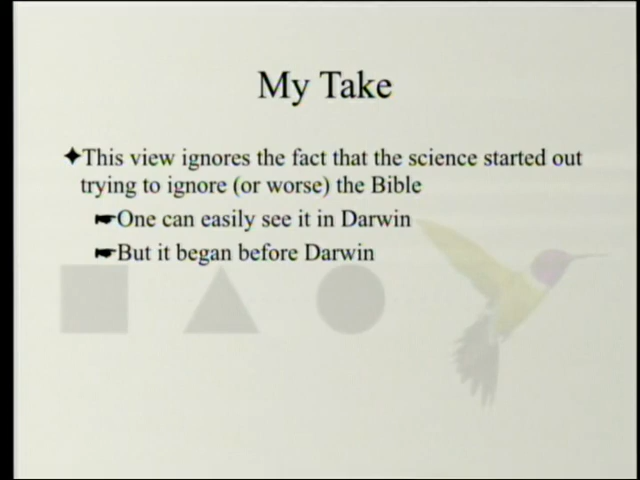 My Take
✦This view ignores the fact that the science started out
trying to ignore (or worse) the Bible
☛One can easily see it in Darwin
☛But it began before Darwin